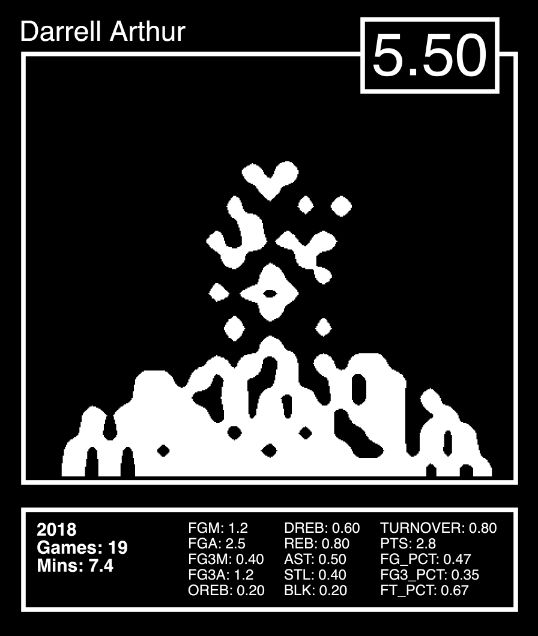 Darrell Arthur
5.50
2018
Games: 19
Mins: 7.4
FGM: 1.2
FGA: 2.5
FG3M: 0.40
FG3A: 1.2
OREB: 0.20
DREB: 0.60
REB: 0.80
AST: 0.50
STL: 0.40
BLK: 0.20
TURNOVER: 0.80
PTS: 2.8
FG_PCT: 0.47
FG3_PCT: 0.35
FT_PCT: 0.67